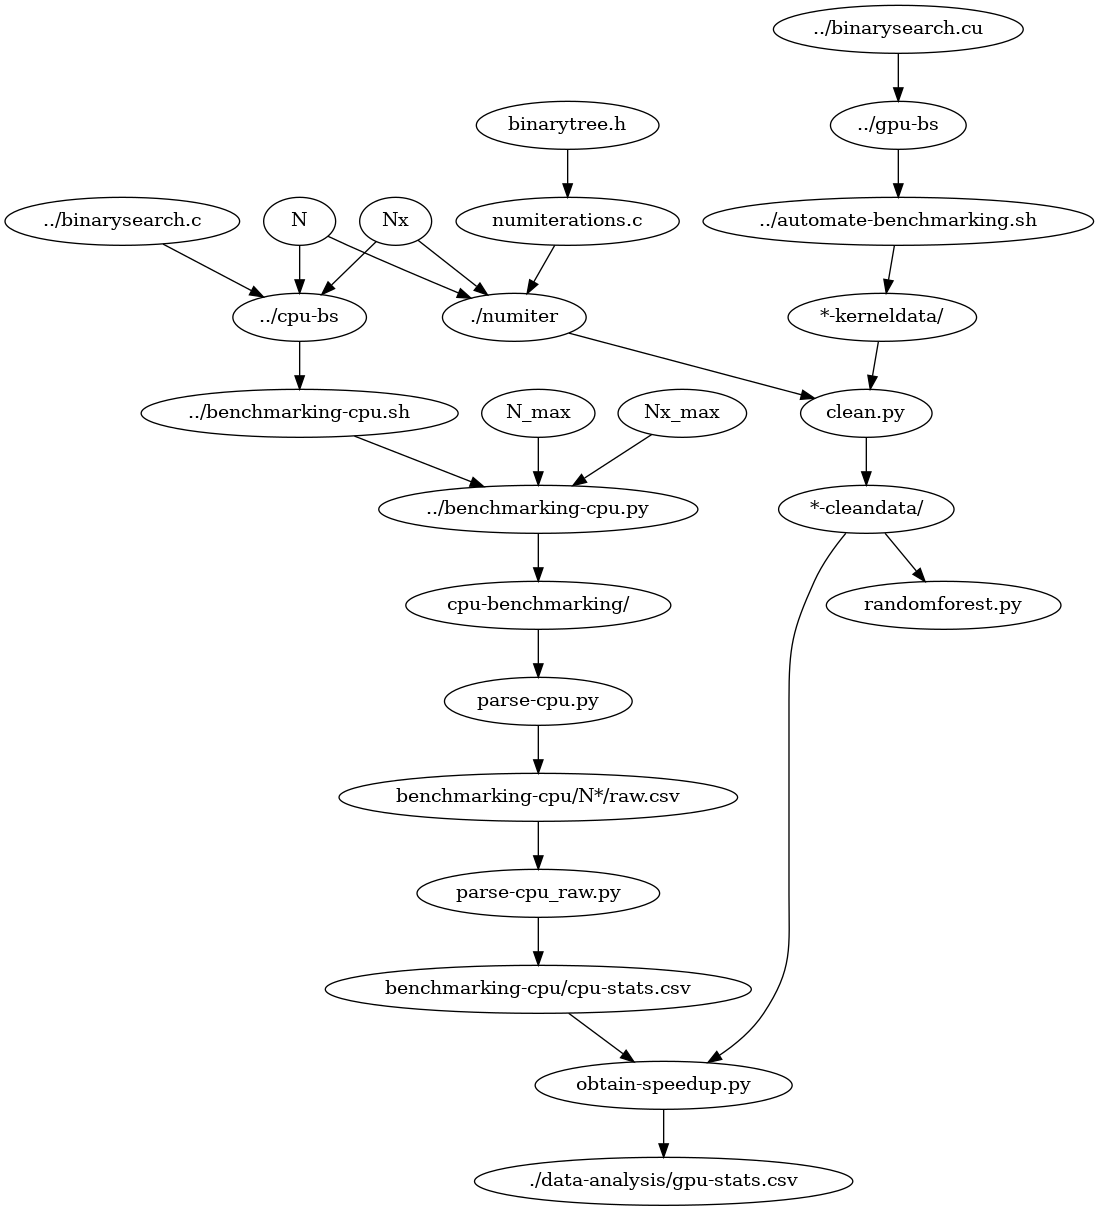 ../binarysearch.cu
binarytree.h
../gpu-bs
../binarysearch.c
N
Nx
numiterations.c
../automate-benchmarking.sh
../cpu-bs
./numiter
*-kerneldata/
../benchmarking-cpu.sh
N_max
Nx_max
clean.py
../benchmarking-cpu.py
*-cleandata/
cpu-benchmarking/
randomforest.py
parse-cpu.py
benchmarking-cpu/N*/raw.csv
parse-cpu_raw.py
benchmarking-cpu/cpu-stats.csv
obtain-speedup.py
./data-analysis/gpu-stats.csv